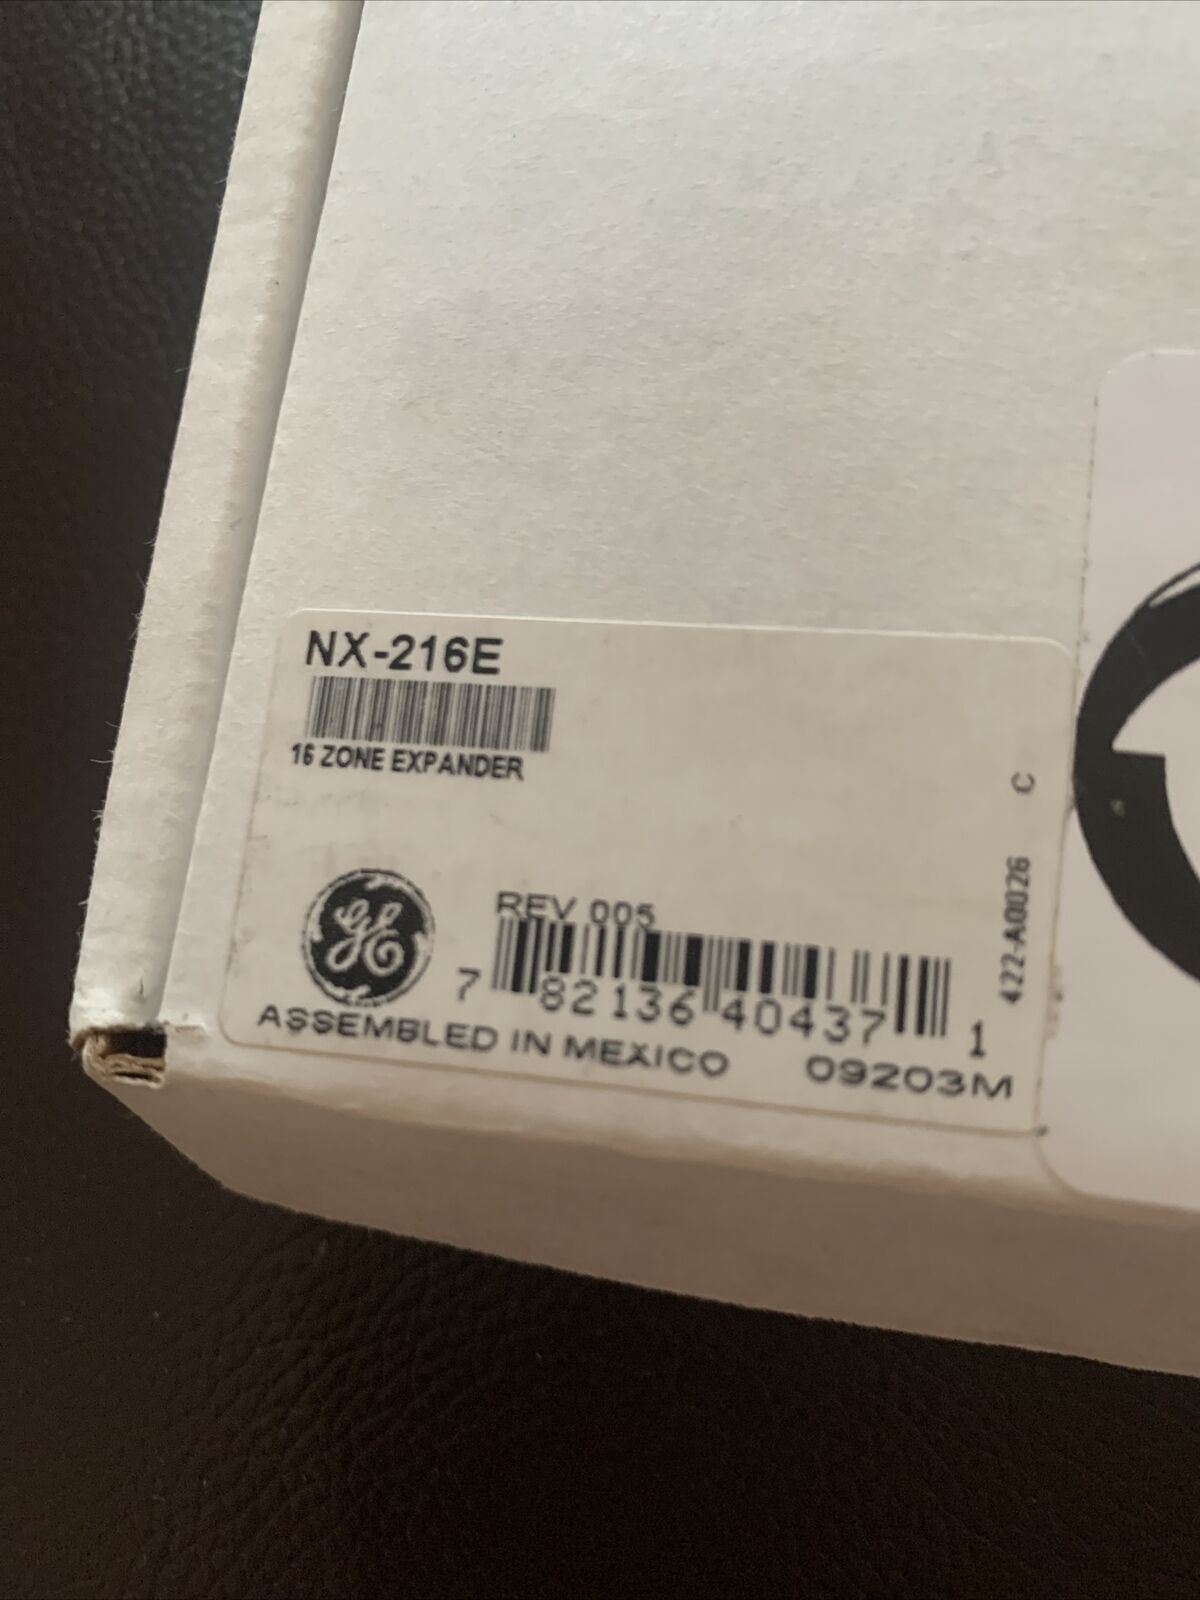 NX-216E
16 ZONE EXPANDER
C
422-A0026
GE
REV 005
7 82136 40437 1
ASSEMBLED IN MEXICO 09203M